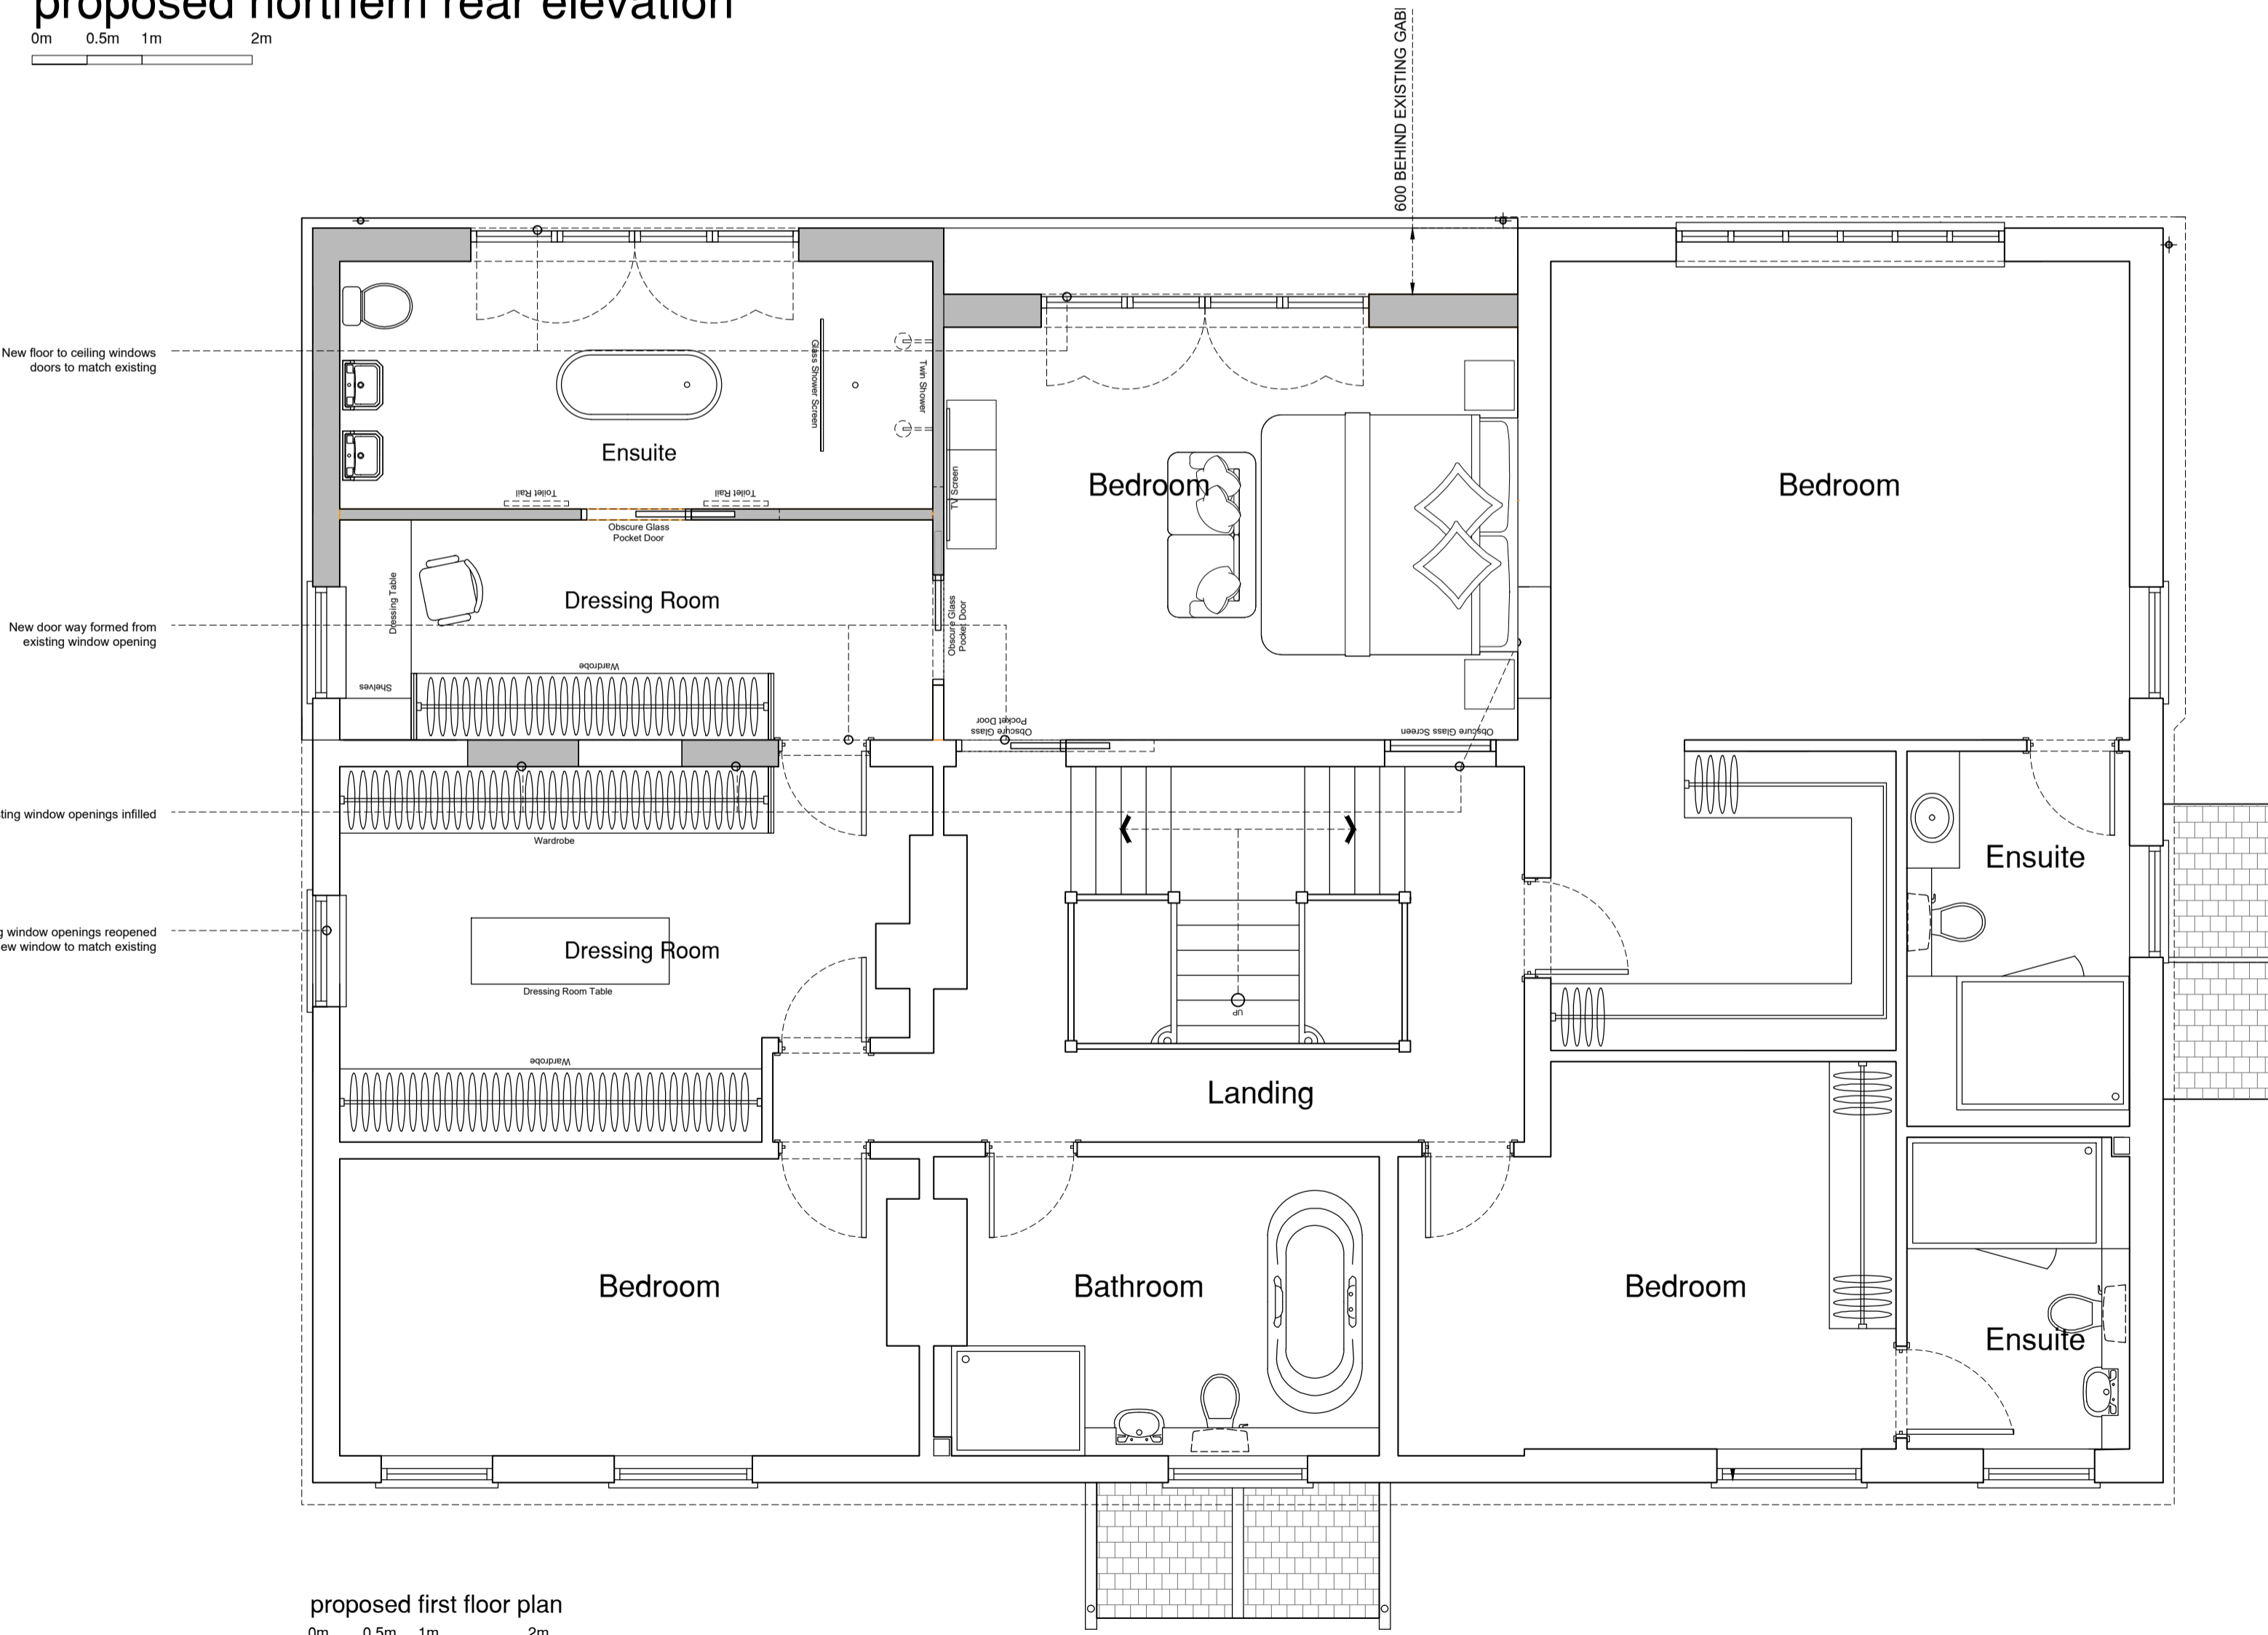 proposed northern rear elevation
0m 0.5m 1m 2m
600 BEHIND EXISTING GABL
New floor to ceiling windows
doors to match existing
Glass Shower Screen
Twin Shower
Ensuite
Toilet Rail
Toilet Rail
TV Screen
Bedroom
Bedroom
Obscure Glass
Pocket Door
Dressing Table
Dressing Room
Obscure Glass
Pocket Door
New door way formed from
existing window opening
Wardrobe
Shelves
Obscure Glass
Pocket Door
Obscure Glass Screen
ting window openings infilled
Wardrobe
Ensuite
g window openings reopened
ew window to match existing
Dressing Room
Dressing Room Table
UP
Wardrobe
Landing
Bedroom
Bathroom
Bedroom
Ensuite
proposed first floor plan
0m 0.5m 1m 2m